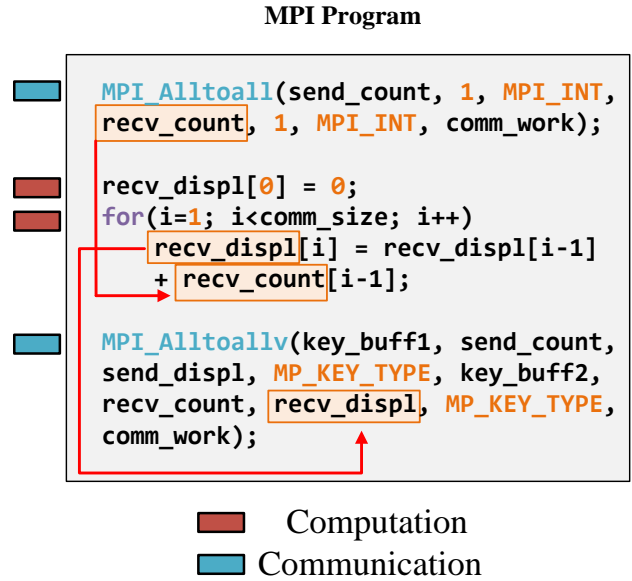 MPI Program
MPI_Alltoall(send_count, 1, MPI_INT,
recv_count, 1, MPI_INT, comm_work);
recv_displ[0] = 0;
for(i=1; i<comm_size; i++)
recv_displ[i] = recv_displ[i-1]
+ recv_count[i-1];
MPI_Alltoallv(key_buff1, send_count,
send_displ, MP_KEY_TYPE, key_buff2,
recv_count, recv_displ, MP_KEY_TYPE,
comm_work);
Computation
Communication